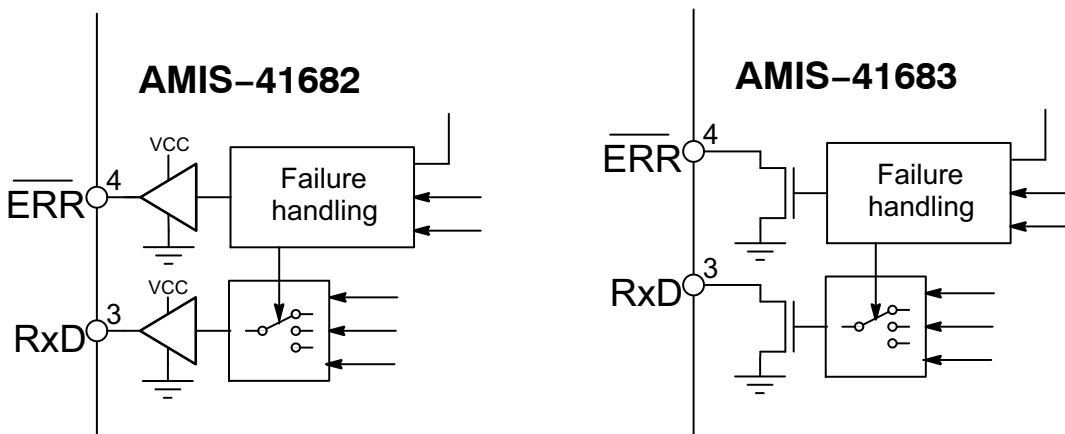 AMIS−41682
VCC
4
ERR
Failure
handling
VCC
3
RxD
AMIS−41683
4
ERR
Failure
handling
3
RxD